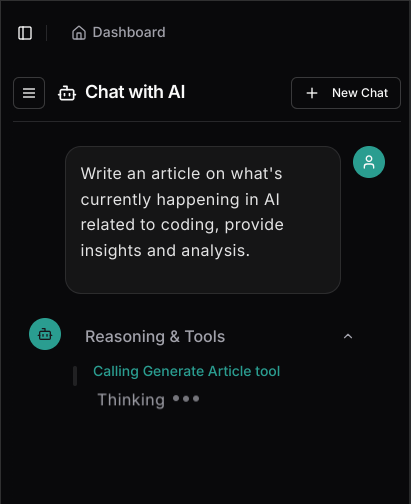 Dashboard
Chat with AI
New Chat
Write an article on what's
currently happening in AI
related to coding, provide
insights and analysis.
Reasoning & Tools
Calling Generate Article tool
Thinking